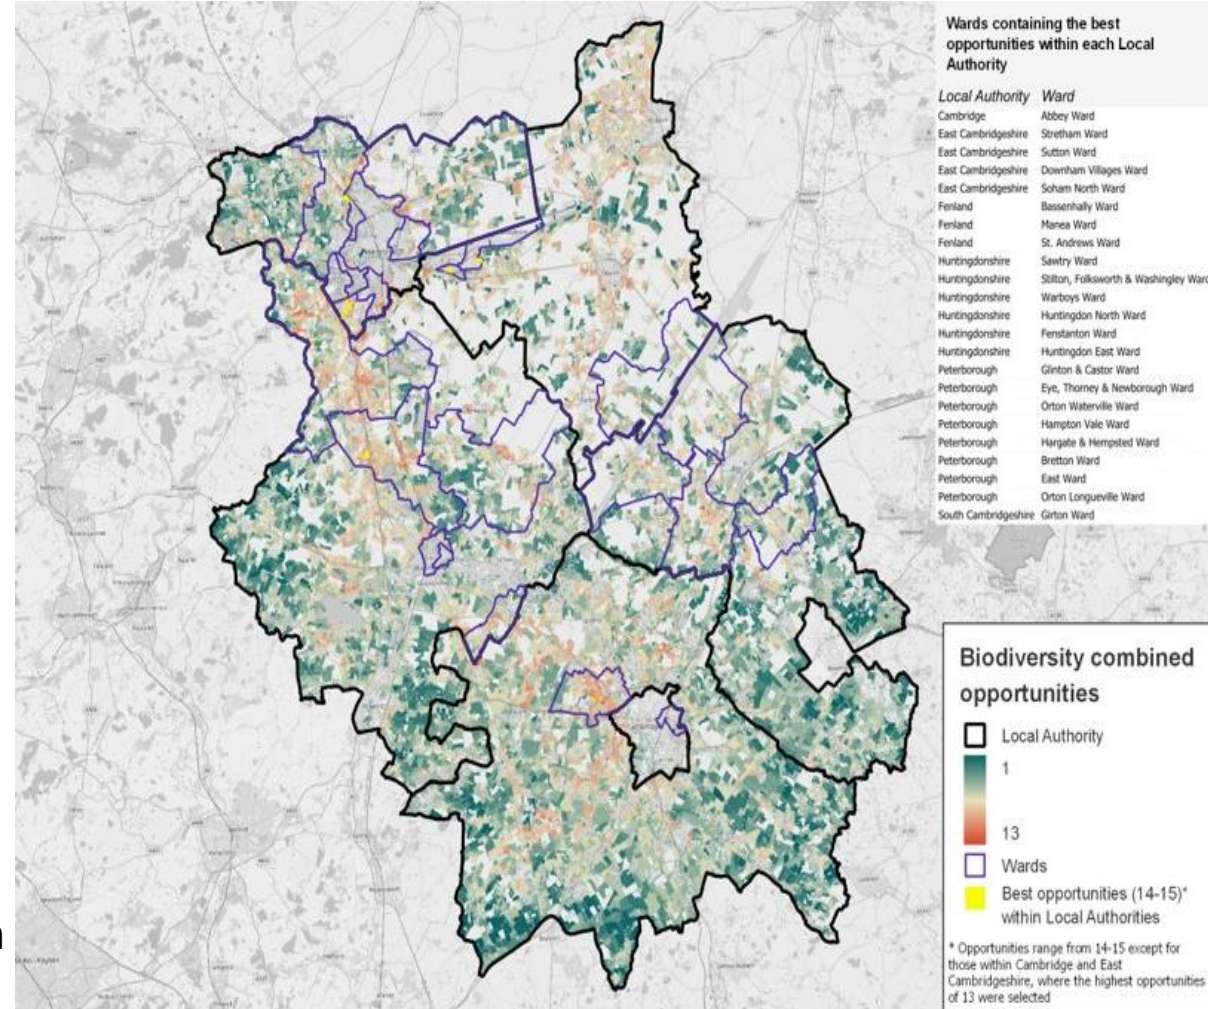 Wards containing the best
opportunities within each Local
Authority
Local Authority Ward
Cambridge Abbey Ward
East Cambridgeshire Stretham Ward
East Cambridgeshire Sutton Ward
East Cambridgeshire Downham Villages Ward
East Cambridgeshire Soham North Ward
Fenland Bassenhally Ward
Fenland Manea Ward
Fenland St. Andrews Ward
Huntingdonshire Sawtry Ward
Huntingdonshire Stilton, Folksworth & Washingley Ward
Huntingdonshire Warboys Ward
Huntingdonshire Huntingdon North Ward
Huntingdonshire Fenstanton Ward
Huntingdonshire Huntingdon East Ward
Peterborough Glinton & Castor Ward
Peterborough Eye, Thorney & Newborough Ward
Peterborough Orton Waterville Ward
Peterborough Hampton Vale Ward
Peterborough Hargate & Hempsted Ward
Peterborough Bretton Ward
Peterborough East Ward
Peterborough Orton Longueville Ward
South Cambridgeshire Girton Ward
Biodiversity combined
opportunities
Local Authority
1
13
Wards
Best opportunities (14-15)*
within Local Authorities
* Opportunities range from 14-15 except for
those within Cambridge and East
Cambridgeshire, where the highest opportunities
of 13 were selected